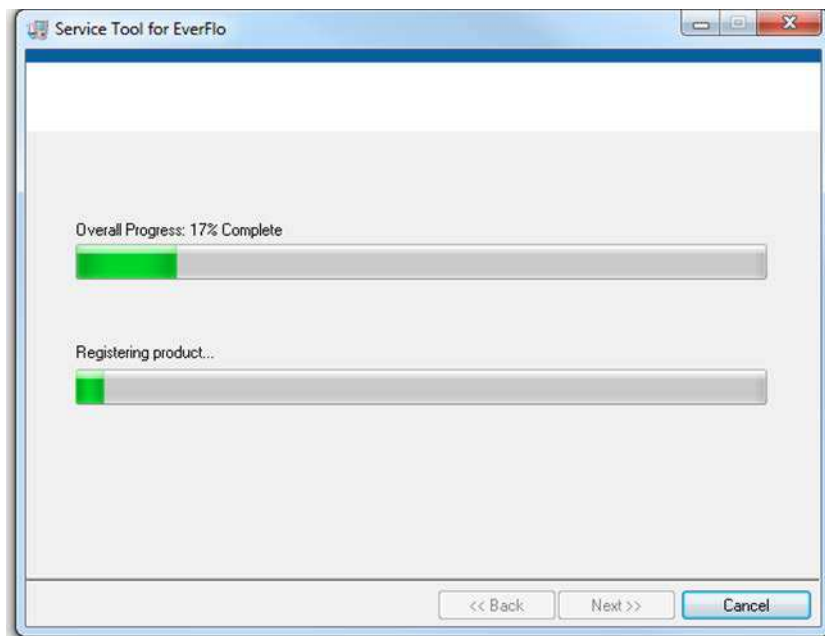 Service Tool for EverFlo
Overall Progress: 17% Complete
Registering product...
<< Back
Next >>
Cancel